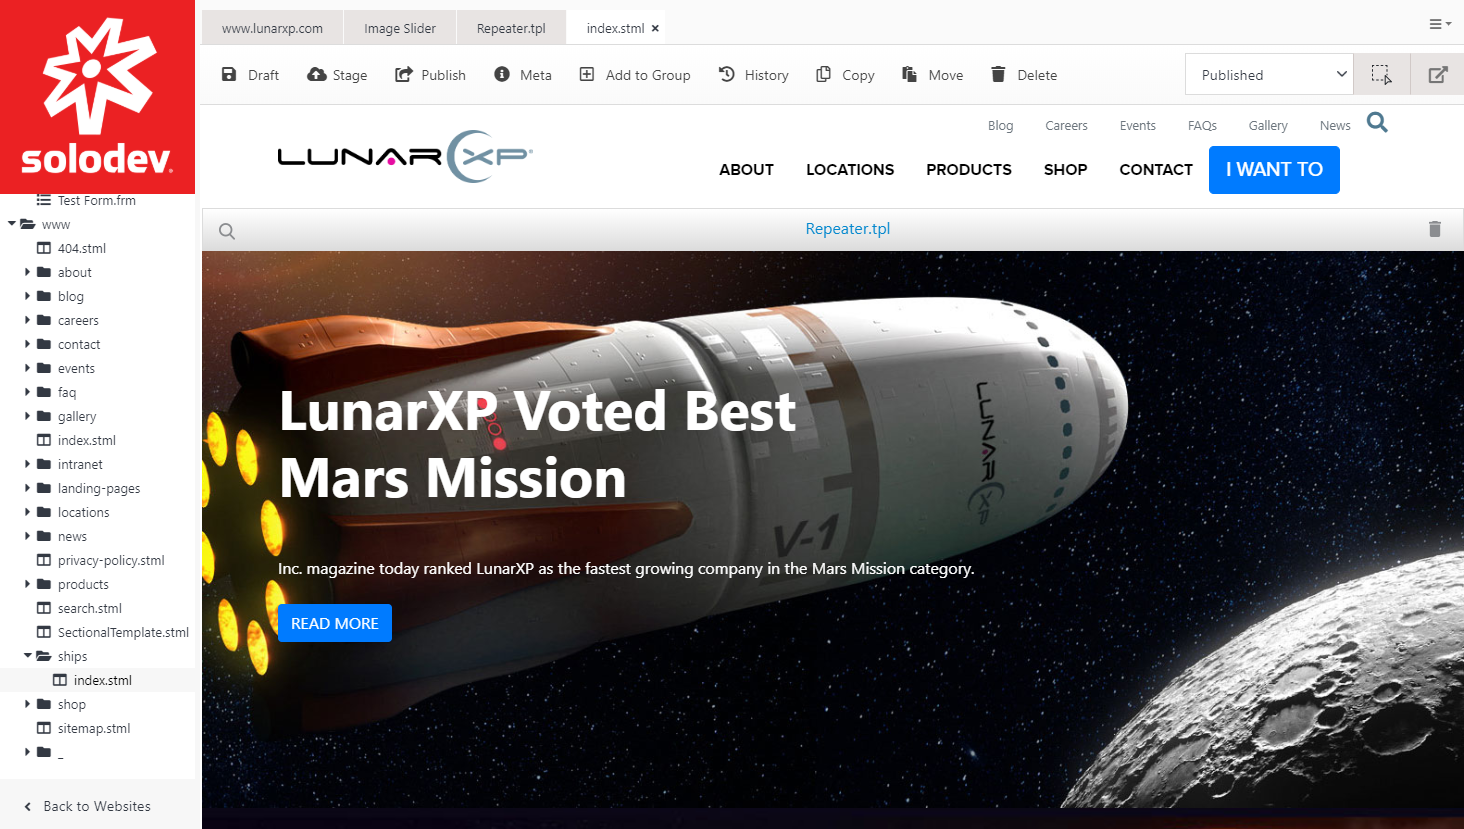 solodev
Test Form.frm
www
404.stml
about
blog
careers
contact
events
faq
gallery
index.stml
intranet
landing-pages
locations
news
privacy-policy.stml
products
search.stml
SectionalTemplate.stml
ships
index.stml
shop
sitemap.stml
_
Back to Websites
www.lunarxp.com Image Slider Repeater.tpl index.stml ×
Draft Stage Publish Meta Add to Group History Copy Move Delete Published
Blog Careers Events FAQs Gallery News
LUNAR XP
ABOUT LOCATIONS PRODUCTS SHOP CONTACT I WANT TO
Repeater.tpl
LunarXP Voted Best
Mars Mission
LUNAR XP
V-1
Inc. magazine today ranked LunarXP as the fastest growing company in the Mars Mission category.
READ MORE